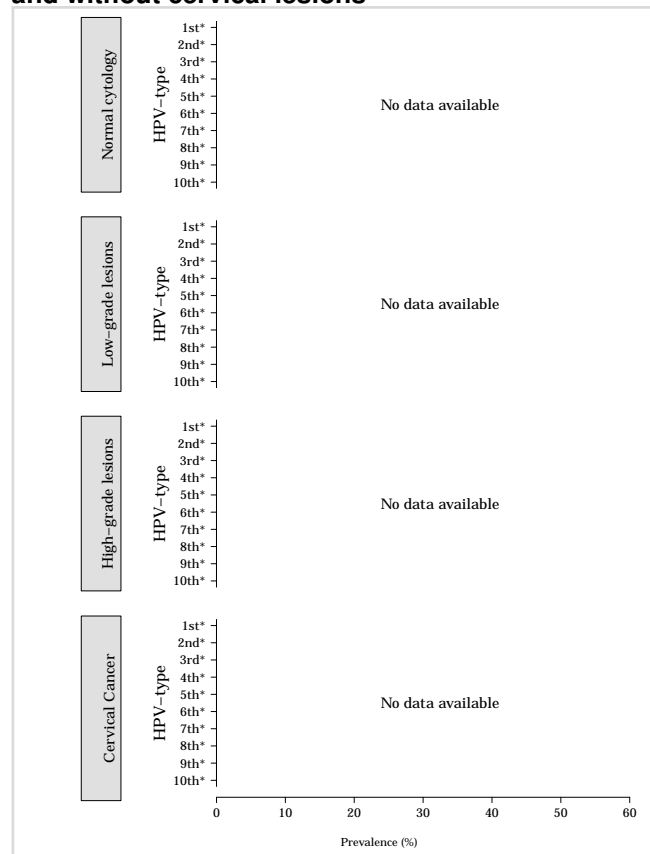 and without cervical lesions
Normal cytology
HPV−type
1st*
2nd*
3rd*
4th*
5th*
6th*
7th*
8th*
9th*
10th*
No data available
Low−grade lesions
HPV−type
1st*
2nd*
3rd*
4th*
5th*
6th*
7th*
8th*
9th*
10th*
No data available
High−grade lesions
HPV−type
1st*
2nd*
3rd*
4th*
5th*
6th*
7th*
8th*
9th*
10th*
No data available
Cervical Cancer
HPV−type
1st*
2nd*
3rd*
4th*
5th*
6th*
7th*
8th*
9th*
10th*
No data available
0 10 20 30 40 50 60
Prevalence (%)